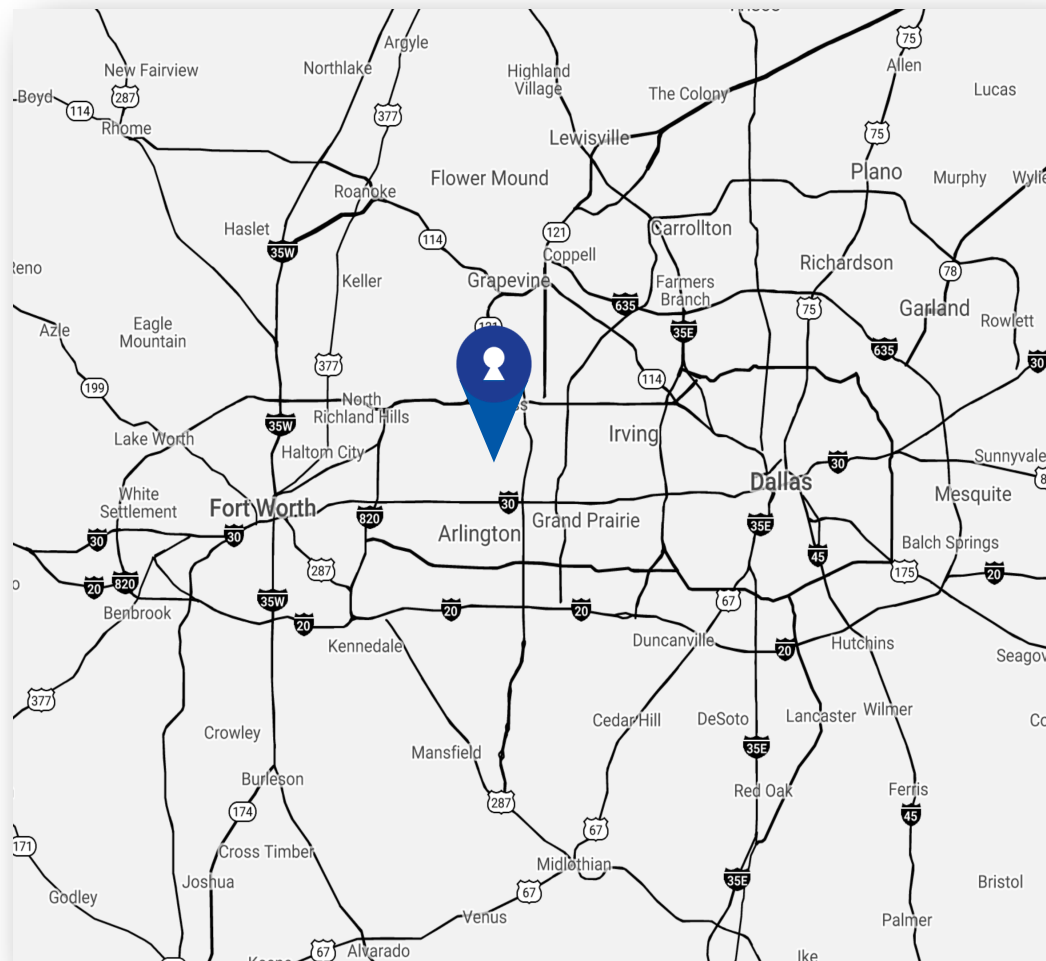 Argyle
75
New Fairview
Northlake
Allen
Highland
Village
287
Boyd
The Colony
Lucas
114
377
Rhome
Lewisville
75
Flower Mound
Plano
Murphy
Roanoke
Haslet
121
Carrollton
114
35W
Coppell
Richardson
78
Keller
Grapevine
Farmers
Branch
635
75
Garland
Rowlett
Eagle
Mountain
Azle
35E
635
30
377
114
199
North
Richland Hills
35W
Irving
Lake Worth
Haltom City
30
Dallas
White
Settlement
Fort Worth
30
Mesquite
820
Grand Prairie
35E
30
30
Arlington
Balch Springs
45
287
175
20
20
820
35W
67
Benbrook
20
20
20
Kennedale
Duncanville
Hutchins
20
377
Crowley
Cedar Hill
DeSoto
Lancaster
Wilmer
Mansfield
35E
Burleson
Red Oak
Ferris
174
287
45
67
171
Cross Timber
Midlothian
Joshua
35E
Bristol
Godley
67
Venus
Palmer
67
Alvarado
Ike